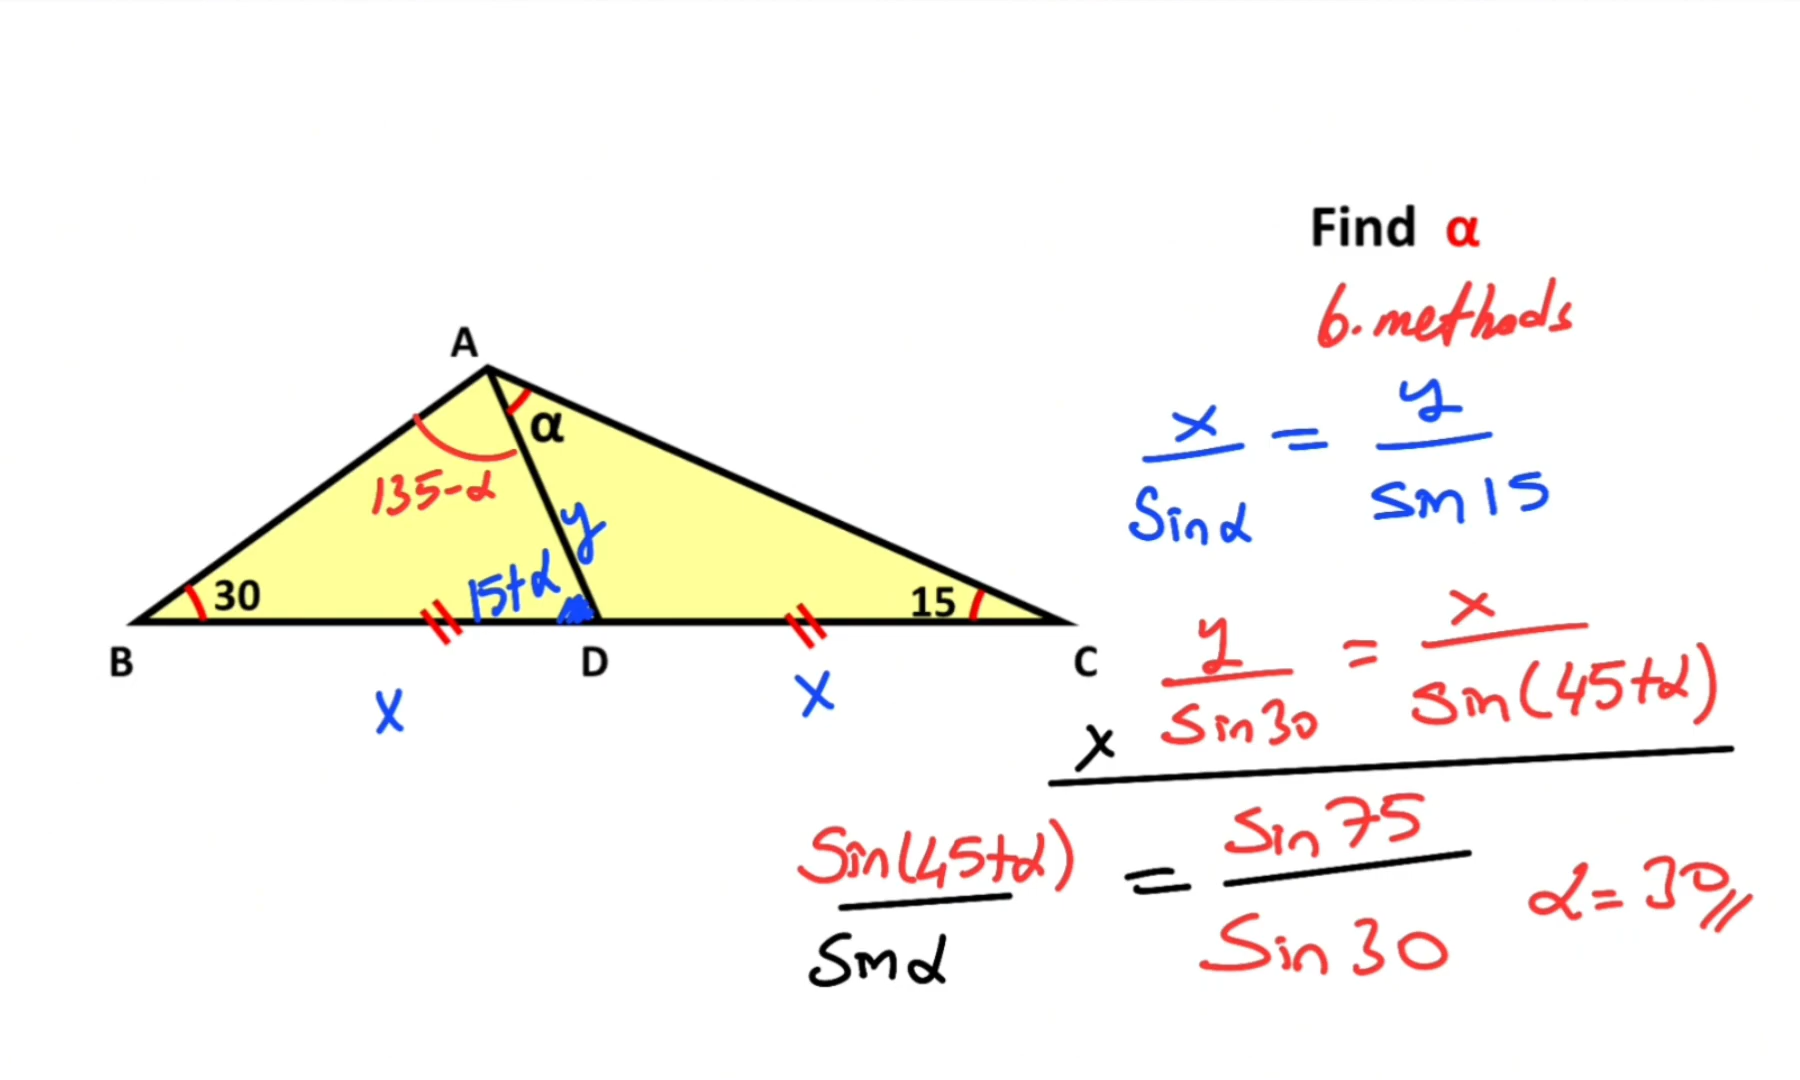 Find α
6. methods
A
α
135-α
y
30
15+α
15
B
D
C
x
x
x / Sinα = y / Sin15
y / Sin30 = x / Sin(45+α)
x
Sin(45+α) / Sinα = Sin75 / Sin30
α = 30